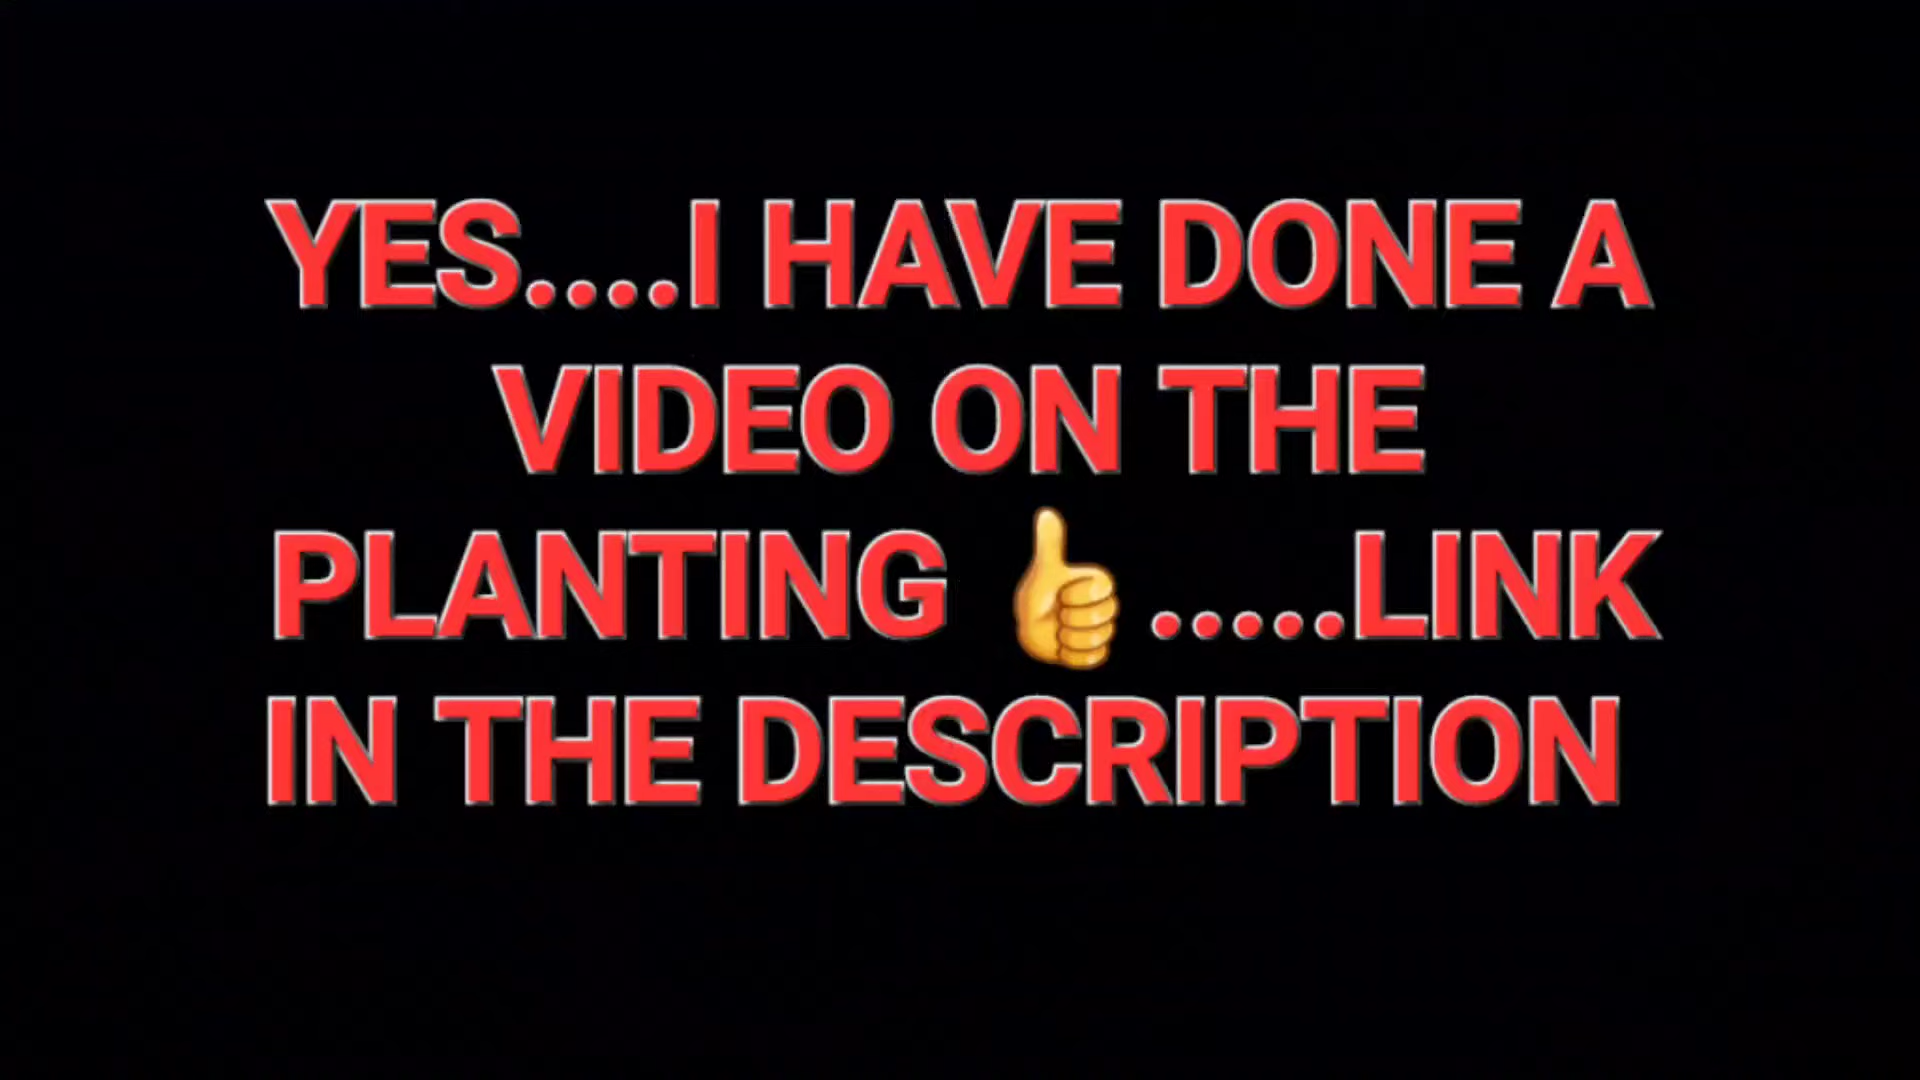 YES....I HAVE DONE A
VIDEO ON THE
PLANTING 👍.....LINK
IN THE DESCRIPTION